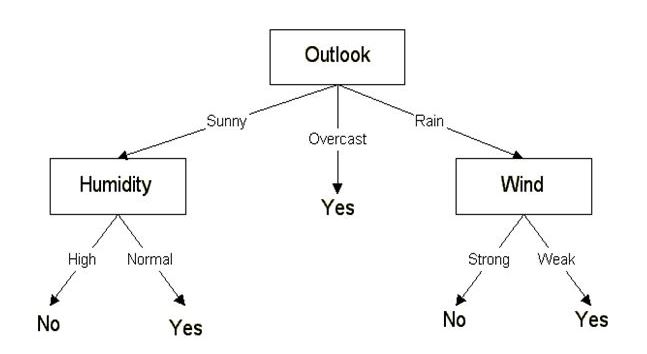 Outlook
Sunny
Overcast
Rain
Humidity
Yes
Wind
High
Normal
Strong
Weak
No
Yes
No
Yes